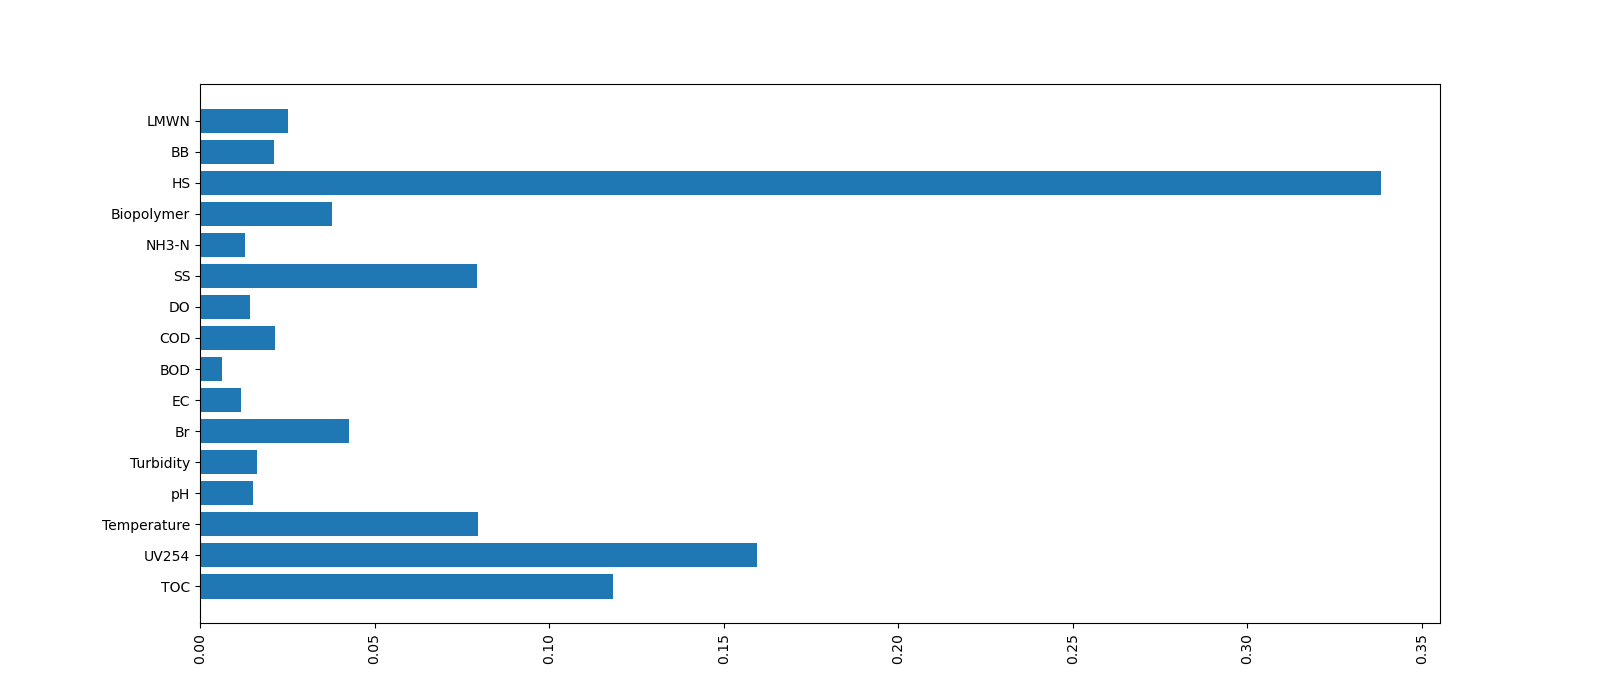 LMWN
BB
HS
Biopolymer
NH3-N
SS
DO
COD
BOD
EC
Br
Turbidity
pH
Temperature
UV254
TOC
0.00
0.05
0.10
0.15
0.20
0.25
0.30
0.35